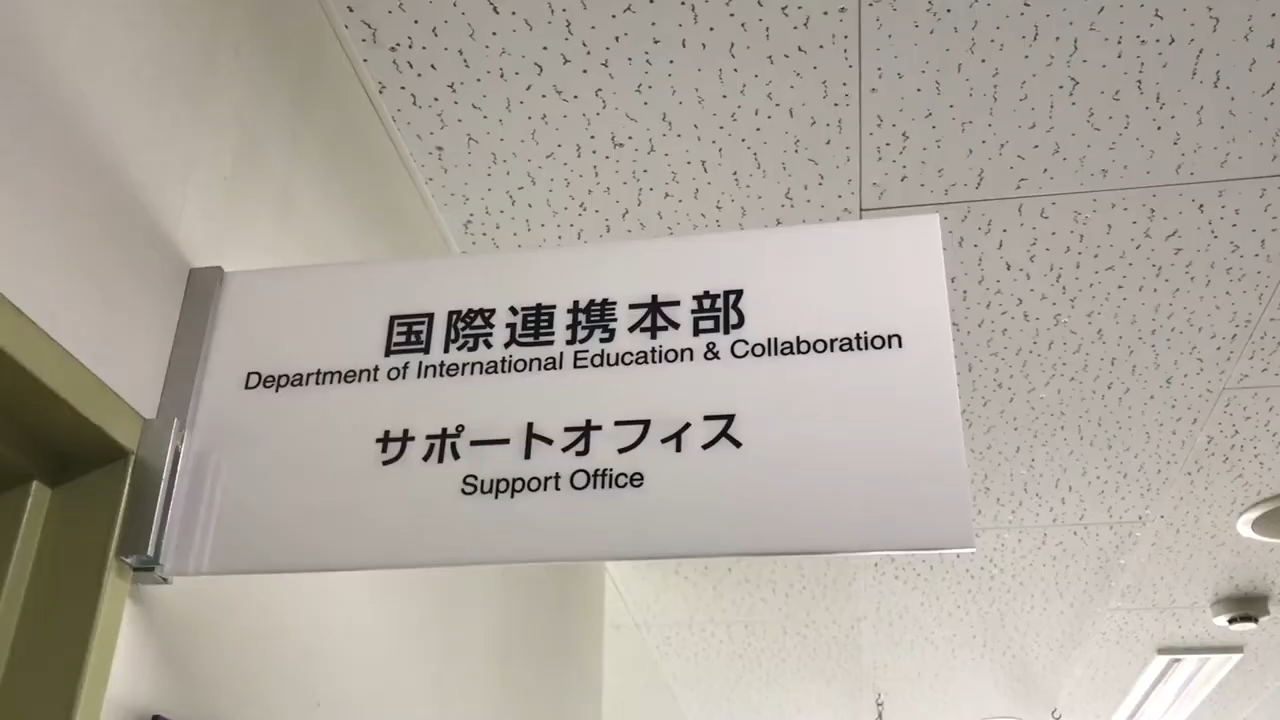 国際連携本部
Department of International Education & Collaboration
サポートオフィス
Support Office